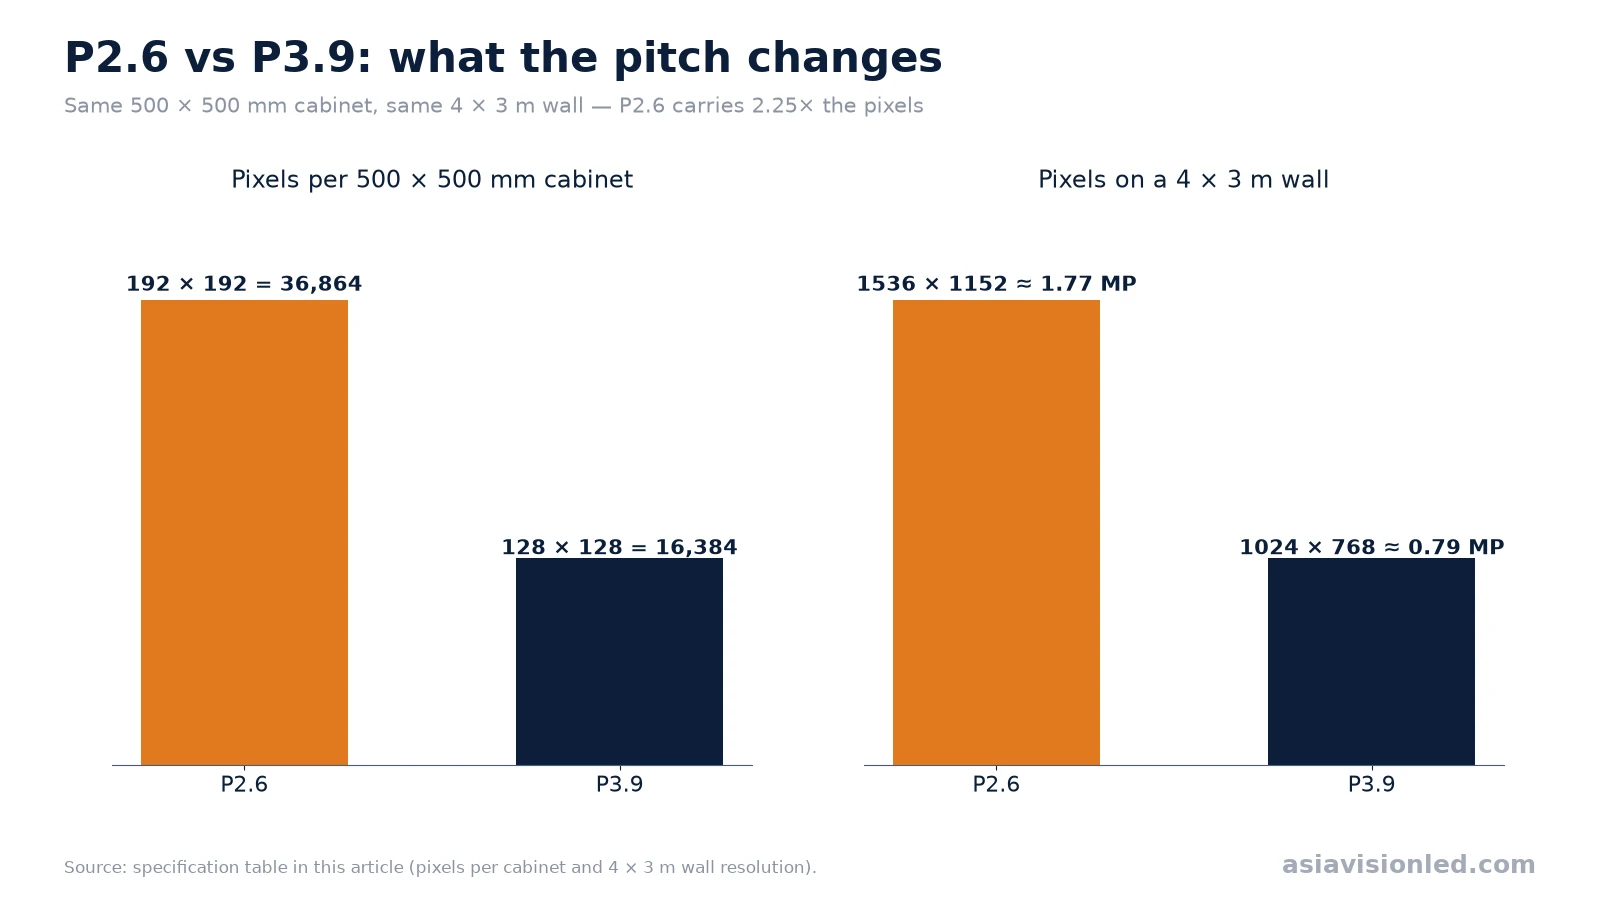 P2.6 vs P3.9: what the pitch changes
Same 500 × 500 mm cabinet, same 4 × 3 m wall — P2.6 carries 2.25× the pixels
Pixels per 500 × 500 mm cabinet
192 × 192 = 36,864
128 × 128 = 16,384
P2.6
P3.9
Pixels on a 4 × 3 m wall
1536 × 1152 ≈ 1.77 MP
1024 × 768 ≈ 0.79 MP
P2.6
P3.9
Source: specification table in this article (pixels per cabinet and 4 × 3 m wall resolution).
asiavisionled.com